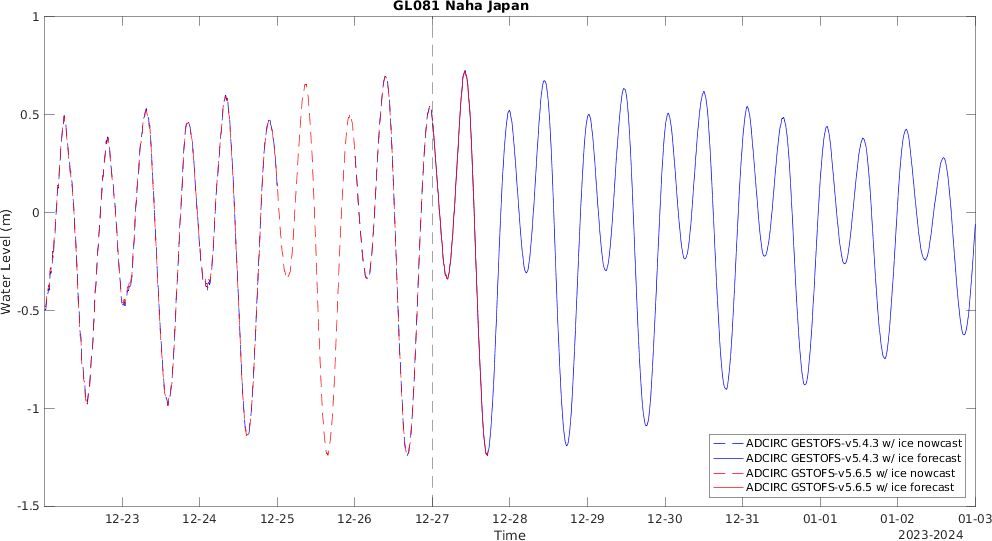 GL081 Naha Japan
1
0.5
0
-0.5
-1
-1.5
Water Level (m)
12-23 12-24 12-25 12-26 12-27 12-28 12-29 12-30 12-31 01-01 01-02 01-03
Time
2023-2024
ADCIRC GESTOFS-v5.4.3 w/ ice nowcast
ADCIRC GESTOFS-v5.4.3 w/ ice forecast
ADCIRC GSTOFS-v5.6.5 w/ ice nowcast
ADCIRC GSTOFS-v5.6.5 w/ ice forecast